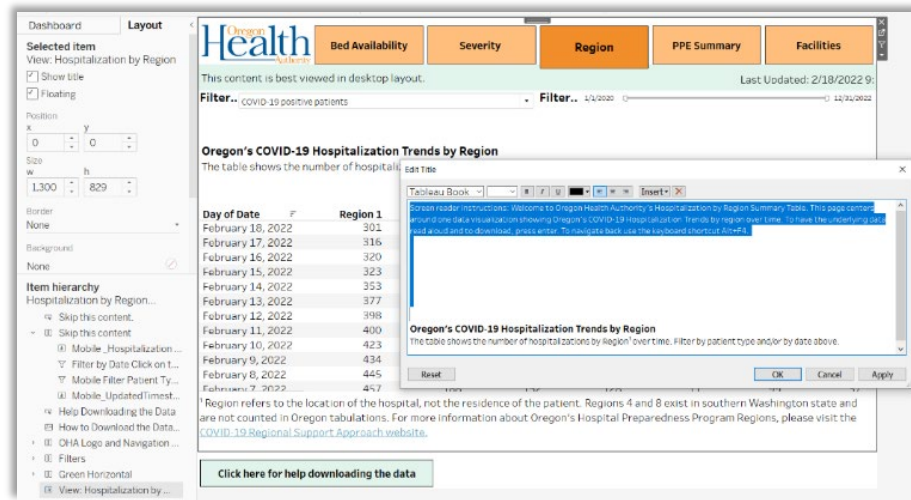 Dashboard Layout
Selected item
View: Hospitalization by Region
Show title
Floating
Position
x y
0 0
Size
w h
1,300 829
Border
None
Background
None
Item hierarchy
Hospitalization by Region...
Skip this content.
Skip this content
Mobile_Hospitalization ...
Filter by Date Click on t...
Mobile Filter Patient Ty...
Mobile_UpdatedTimest...
Help Downloading the Data
How to Download the Data...
OHA Logo and Navigation ...
Filters
Green Horizontal
View: Hospitalization by ...
Oregon
Health
Authority
Bed Availability Severity Region PPE Summary Facilities
This content is best viewed in desktop layout. Last Updated: 2/18/2022 9:
Filter.. COVID-19 positive patients Filter.. 1/1/2020 12/31/2022
Oregon's COVID-19 Hospitalization Trends by Region
The table shows the number of hospitali
Day of Date Region 1
February 18, 2022 301
February 17, 2022 316
February 16, 2022 320
February 15, 2022 323
February 14, 2022 353
February 13, 2022 377
February 12, 2022 398
February 11, 2022 400
February 10, 2022 423
February 9, 2022 434
February 8, 2022 445
February 7, 2022 457
Edit Title
Tableau Book B I U Insert
Screen reader instructions: Welcome to Oregon Health Authority's Hospitalization by Region Summary Table. This page centers
around one data visualization showing Oregon's COVID-19 Hospitalization Trends by region over time. To have the underlying data
read aloud and to download, press enter. To navigate back use the keyboard shortcut Alt+F4.
Oregon's COVID-19 Hospitalization Trends by Region
The table shows the number of hospitalizations by Region¹ over time. Filter by patient type and/or by date above.
Reset OK Cancel Apply
¹ Region refers to the location of the hospital, not the residence of the patient. Regions 4 and 8 exist in southern Washington state and
are not counted in Oregon tabulations. For more information about Oregon's Hospital Preparedness Program Regions, please visit the
COVID-19 Regional Support Approach website.
Click here for help downloading the data